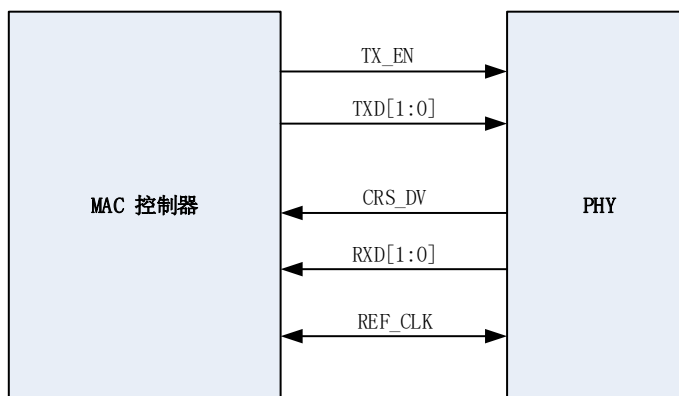 TX_EN
TXD[1:0]
MAC 控制器
CRS_DV
PHY
RXD[1:0]
REF_CLK